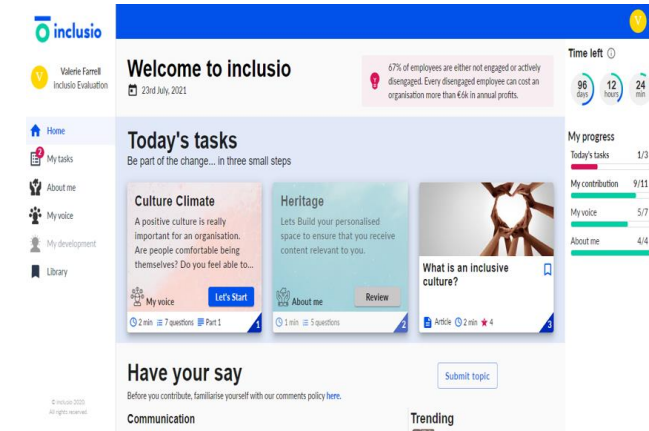 inclusio
V
V
Valerie Farrell
Inclusio Evaluation
Home
2
My tasks
About me
My voice
My development
Library
© inclusio 2020
All rights reserved.
Welcome to inclusio
23rd July, 2021
67% of employees are either not engaged or actively
disengaged. Every disengaged employee can cost an
organisation more than €6k in annual profits.
Today's tasks
Be part of the change... in three small
steps
Culture Climate
A positive culture is really
important for an organisation.
Are people comfortable being
themselves? Do you feel able to...
My voice
Let's Start
2 min 7 questions Part 1
1
Heritage
Lets Build your personalised
space to ensure that you receive
content relevant to you.
About me
Review
1 min 5 questions
2
What is an inclusive
culture?
Article 2 min 4
3
Have your say
Submit topic
Before you contribute, familiarise yourself with our comments policy here.
Communication
Trending
Time left
96 days
12 hours
24 min
My progress
Today's tasks 1/3
My contribution 9/11
My voice 5/7
About me 4/4